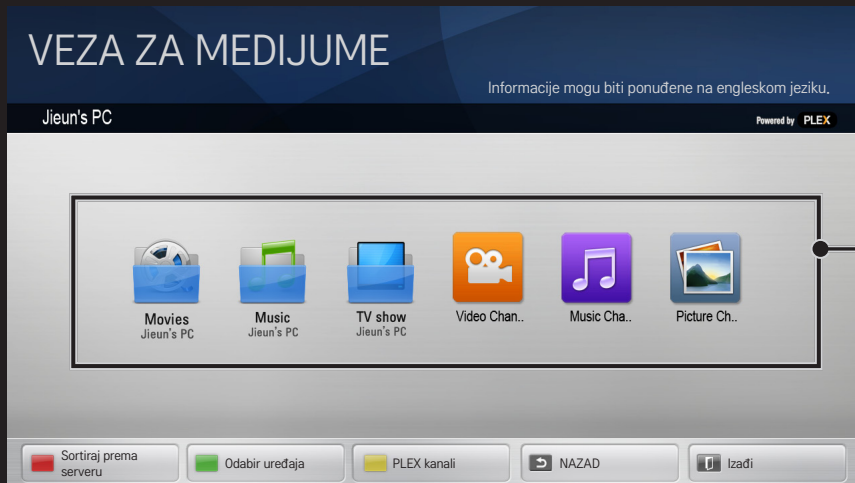 VEZA ZA MEDIJUME
Informacije mogu biti ponuđene na engleskom jeziku.
Jieun's PC
Powered by PLEX
Movies
Jieun's PC
Music
Jieun's PC
TV show
Jieun's PC
Video Chan..
Music Cha..
Picture Ch..
Sortiraj prema
serveru
Odabir uređaja
PLEX kanali
NAZAD
Izađi